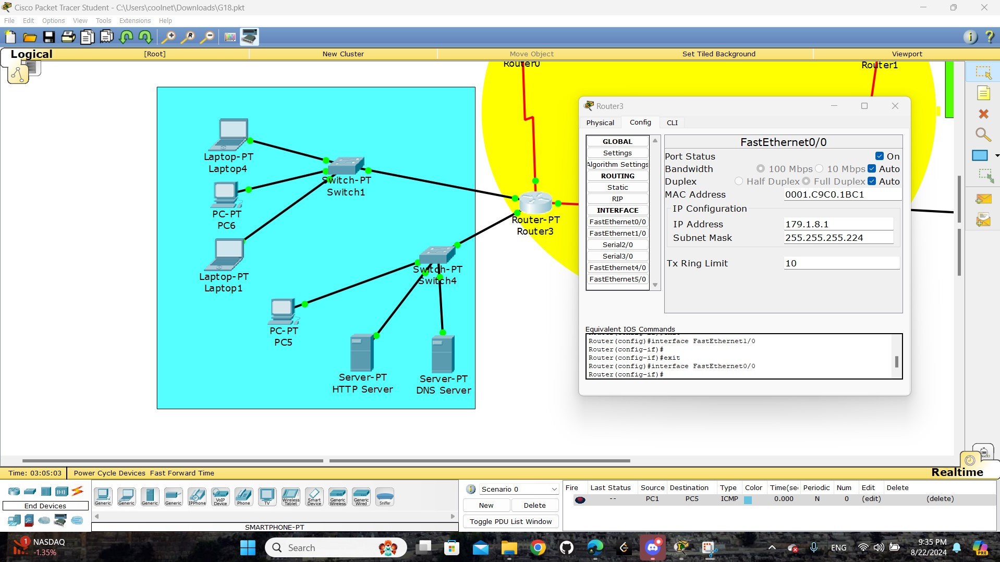 Cisco Packet Tracer Student - C:\Users\coolnet\Downloads\G18.pkt
File Edit Options View Tools Extensions Help
Logical [Root] New Cluster Move Object Set Tiled Background Viewport
Router0
Router1
Laptop-PT
Laptop4
Switch-PT
Switch1
PC-PT
PC6
Laptop-PT
Laptop1
Router-PT
Router3
Switch-PT
Switch4
PC-PT
PC5
Server-PT
HTTP Server
Server-PT
DNS Server
Router3
Physical Config CLI
GLOBAL
Settings
Algorithm Settings
ROUTING
Static
RIP
INTERFACE
FastEthernet0/0
FastEthernet1/0
Serial2/0
Serial3/0
FastEthernet4/0
FastEthernet5/0
FastEthernet0/0
Port Status On
Bandwidth 100 Mbps 10 Mbps Auto
Duplex Half Duplex Full Duplex Auto
MAC Address 0001.C9C0.1BC1
IP Configuration
IP Address 179.1.8.1
Subnet Mask 255.255.255.224
Tx Ring Limit 10
Equivalent IOS Commands
Router(config)#interface FastEthernet1/0
Router(config-if)#
Router(config-if)#exit
Router(config)#interface FastEthernet0/0
Router(config-if)#
Time: 03:05:03 Power Cycle Devices Fast Forward Time Realtime
End Devices
Generic Generic Generic Generic IPPhone VoIP Device Phone TV Wireless Tablet Smart Device Generic Wireless Generic Wired Sniffer
SMARTPHONE-PT
Scenario 0
New Delete
Toggle PDU List Window
Fire Last Status Source Destination Type Color Time(sec Periodic Num Edit Delete
-- PC1 PC5 ICMP 0.000 N 0 (edit) (delete)
1 NASDAQ
-1.35%
Search
ENG
9:35 PM
8/22/2024
PRE